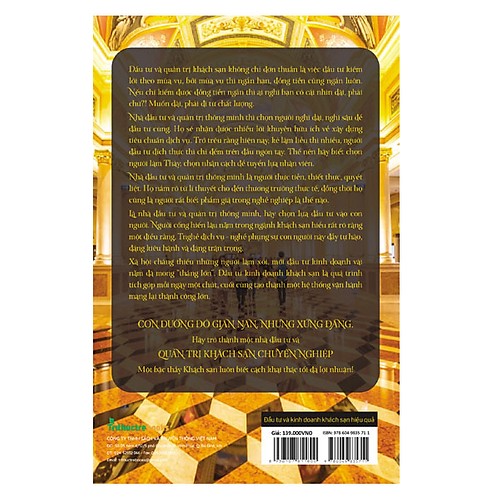 Đầu tư và quản trị khách sạn không chỉ đơn thuần là việc đầu tư kiếm
lời theo mùa vụ, bởi mùa vụ thì ngắn hạn, dòng tiền cũng ngắn luôn.
Nếu chỉ kiếm được dòng tiền ngắn thì ai nghỉ bạn có cái nhìn đạt, phát
chứ?! Muốn đạt, phát đi từ chất lượng.
Nhà đầu tư và quản trị thông minh thì chọn người nghĩ đạt, nghĩ sâu để
đầu tư cùng. Họ sẽ nhận được nhiều lời khuyên hữu ích về xây dựng
tiêu chuẩn dịch vụ. Trớ trêu rằng hiện nay, kẻ làm liều thì nhiều, người
đầu tư dịch thực thì chỉ đếm trên đầu ngón tay. Thế nên hãy biết chọn
người làm Thầy, chọn nhân cách để tuyển lựa nhân viên.
Nhà đầu tư và quản trị thông minh là người thực tiễn, thiết thực, quyết
liệt. Họ nắm rõ từ lí thuyết cho đến thương trường thực tế, đồng thời họ
cũng là người rất biết phẩm giá trong nghề nghiệp là thế nào.
Là nhà đầu tư và quản trị thông minh, hãy chọn lựa đầu tư vào con
người. Người cống hiến lâu năm trong ngành khách sạn hiểu rất rõ ràng
một điều rằng, nghề dịch vụ - nghề phụng sự con người này đầy tự hào,
đáng kiêu hãnh và đáng trân trọng.
Xã hội chẳng thiếu những người làm xổi, mới đầu tư kinh doanh vài
năm đã mong "thắng lớn". Đầu tư kinh doanh khách sạn là quá trình
tích góp mỗi ngày một chút, cuối cùng tạo thành một hệ thống vận hành
mang lại thành công lớn.
CON ĐƯỜNG ĐÓ GIAN NAN, NHƯNG XỨNG ĐÁNG.
Hãy trở thành một nhà đầu tư và
QUẢN TRỊ KHÁCH SẠN CHUYÊN NGHIỆP
Một bậc thầy Khách sạn luôn biết cách khai thác tối đa lợi nhuận!
Đầu tư và kinh doanh khách sạn hiệu quả
Giá: 139.000VNĐ